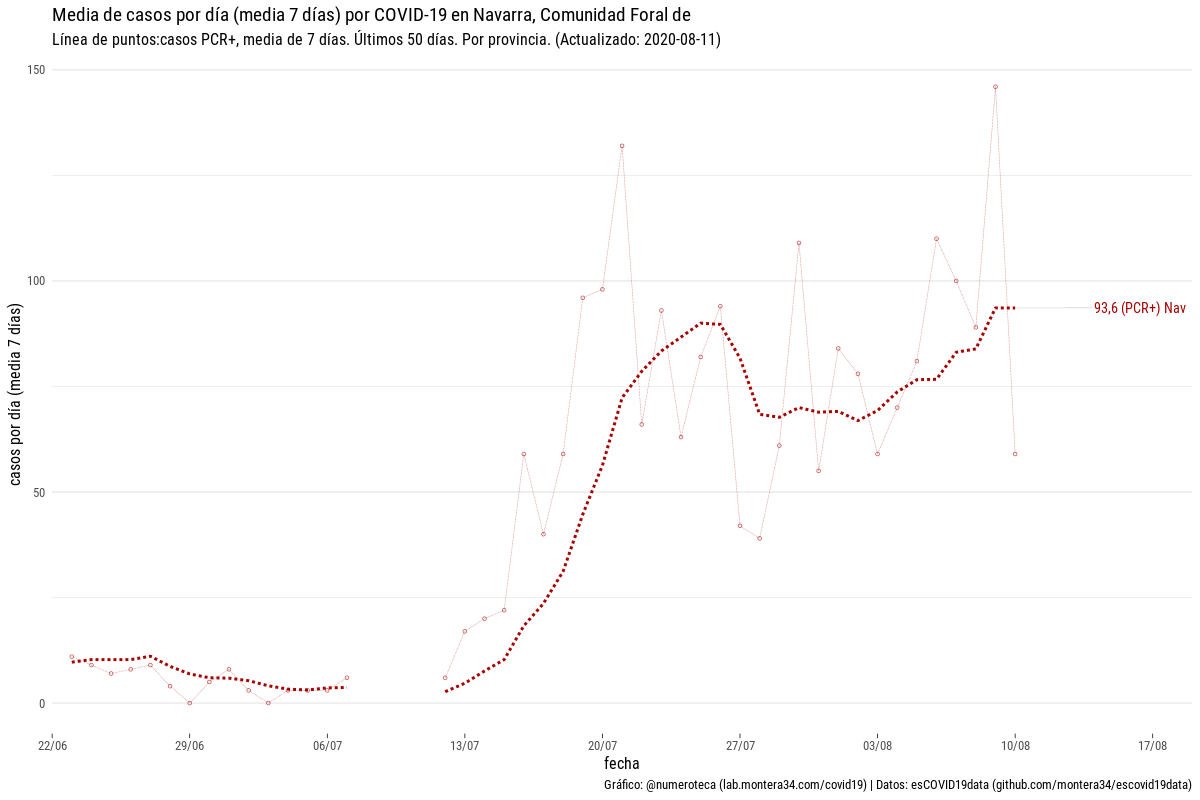 Media de casos por día (media 7 días) por COVID-19 en Navarra, Comunidad Foral de
Línea de puntos:casos PCR+, media de 7 días. Últimos 50 días. Por provincia. (Actualizado: 2020-08-11)
casos por día (media 7 días)
150
100
50
0
93,6 (PCR+) Nav
22/06 29/06 06/07 13/07 20/07 27/07 03/08 10/08 17/08
fecha
Gráfico: @numeroteca (lab.montera34.com/covid19) | Datos: esCOVID19data (github.com/montera34/escovid19data)